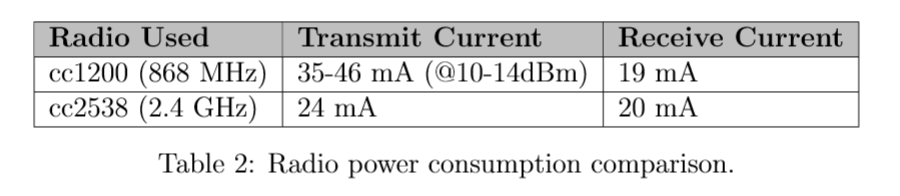 Radio Used Transmit Current Receive Current
cc1200 (868 MHz) 35-46 mA (@10-14dBm) 19 mA
cc2538 (2.4 GHz) 24 mA 20 mA
Table 2: Radio power consumption comparison.